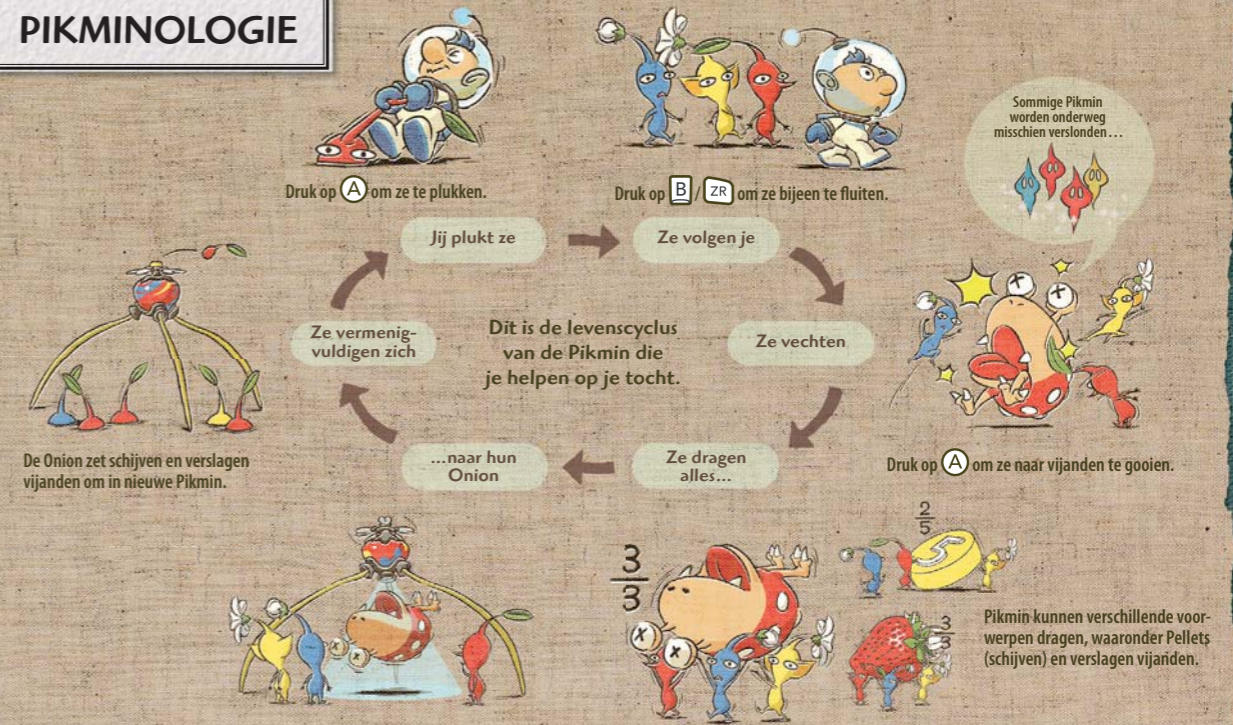 PIKMINOLOGIE
Druk op A om ze te plukken.
Druk op B / ZR om ze bijeen te fluiten.
Sommige Pikmin
worden onderweg
misschien verslonden...
Jij plukt ze
Ze volgen je
Ze vermenig-
vuldigen zich
Dit is de levenscyclus
van de Pikmin die
je helpen op je tocht.
Ze vechten
De Onion zet schijven en verslagen
vijanden om in nieuwe Pikmin.
...naar hun
Onion
Ze dragen
alles...
Druk op A om ze naar vijanden te gooien.
3
3
2
5
5
3
3
Pikmin kunnen verschillende voor-
werpen dragen, waaronder Pellets
(schijven) en verslagen vijanden.